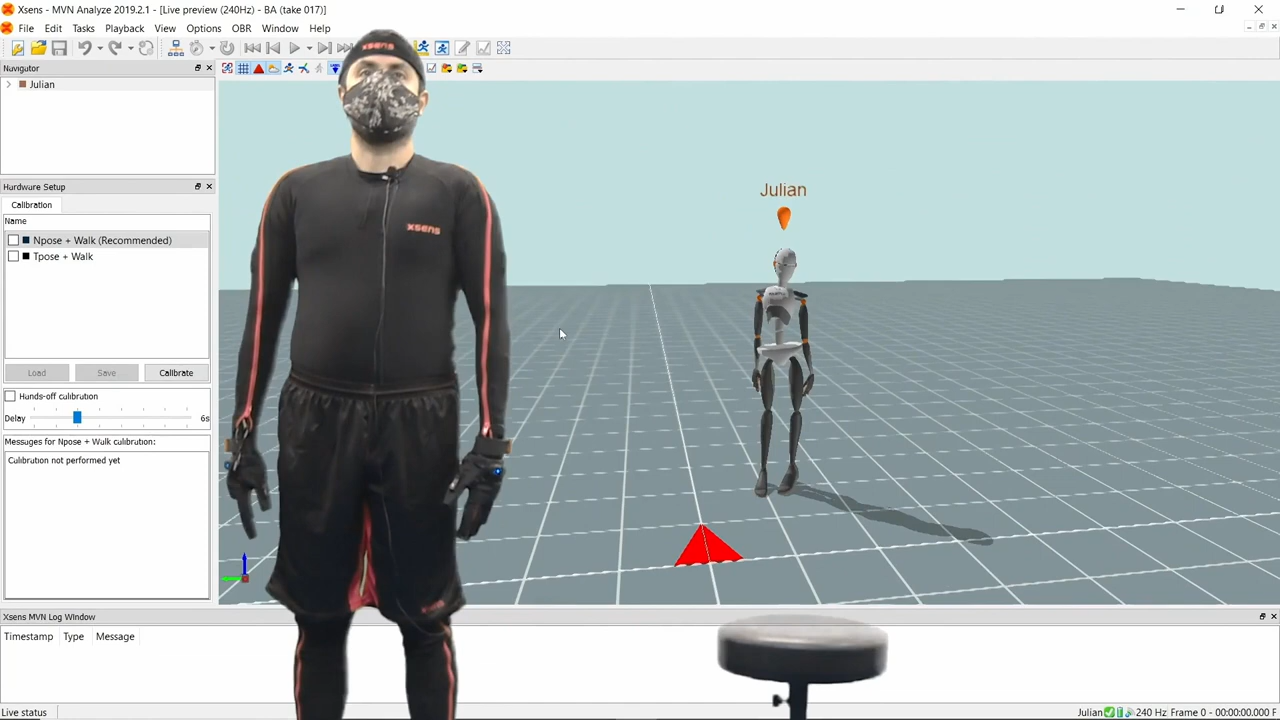 Xsens - MVN Analyze 2019.2.1 - [Live preview (240Hz) - BA (take 017)]
File Edit Tasks Playback View Options OBR Window Help
Navigator
Julian
Hardware Setup
Calibration
Name
Npose + Walk (Recommended)
Tpose + Walk
Load Save Calibrate
Hands-off calibration
Delay 6s
Messages for Npose + Walk calibration:
Calibration not performed yet
xsens
xsens
Julian
Xsens MVN Log Window
Timestamp Type Message
Live status
Julian 240 Hz Frame 0 - 00:00:00.000 F